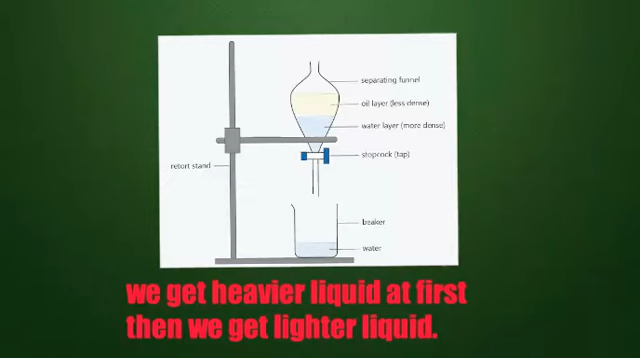 separating funnel
oil layer (less dense)
water layer (more dense)
stopcock (tap)
retort stand
beaker
water
we get heavier liquid at first
then we get lighter liquid.